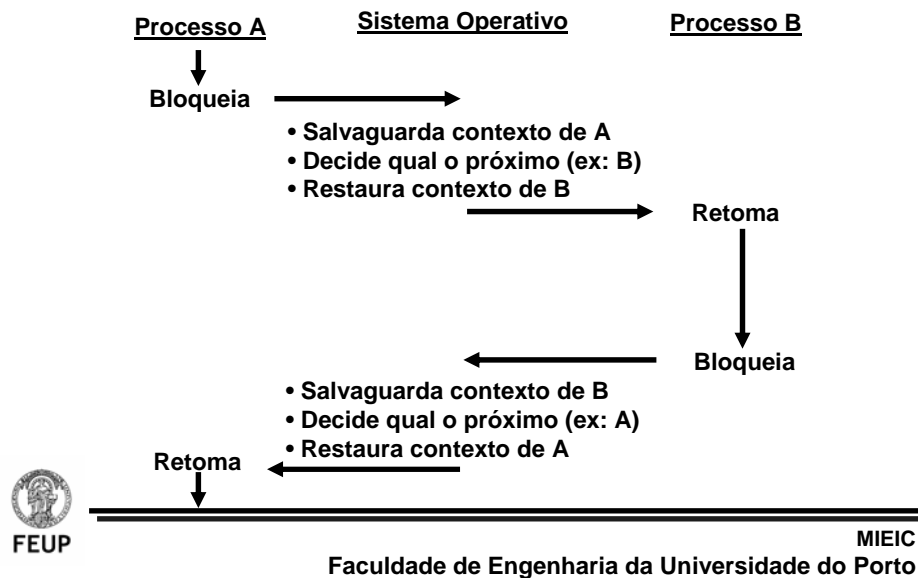 Processo A
Sistema Operativo
Processo B
Bloqueia
• Salvaguarda contexto de A
• Decide qual o próximo (ex: B)
• Restaura contexto de B
Retoma
Bloqueia
• Salvaguarda contexto de B
• Decide qual o próximo (ex: A)
• Restaura contexto de A
Retoma
FEUP
MIEIC
Faculdade de Engenharia da Universidade do Porto